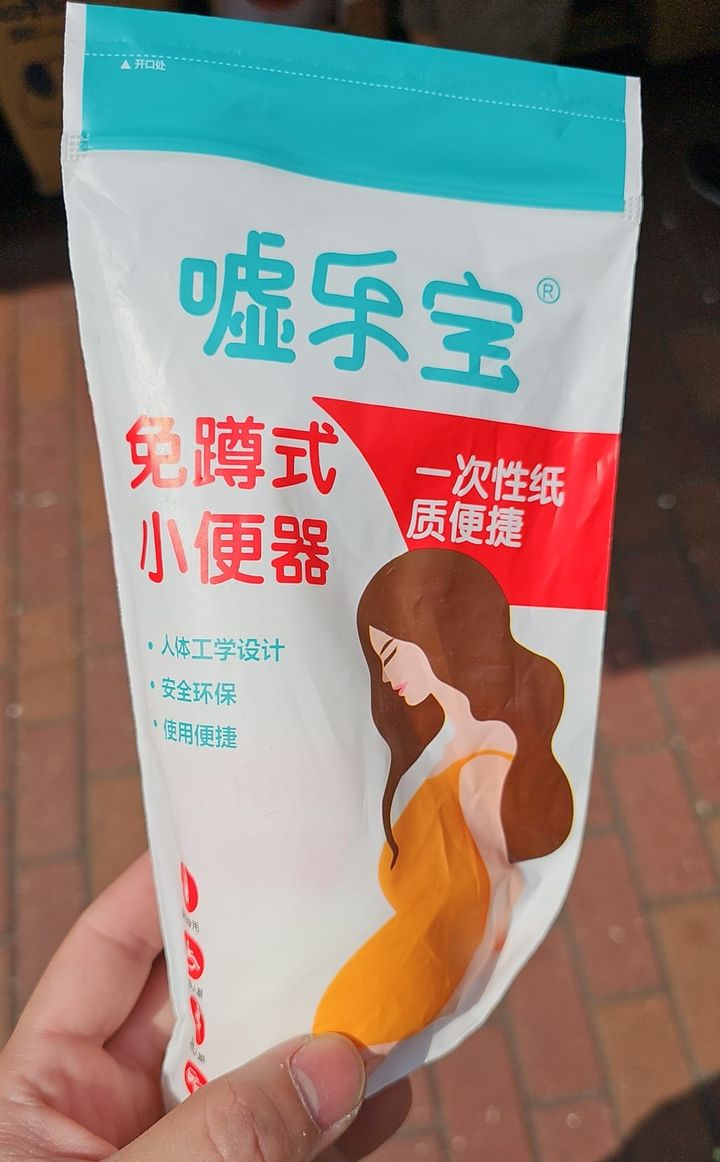 ▲开口处
嘘乐宝®
免蹲式
小便器
一次性纸
质便捷
• 人体工学设计
• 安全环保
• 使用便捷